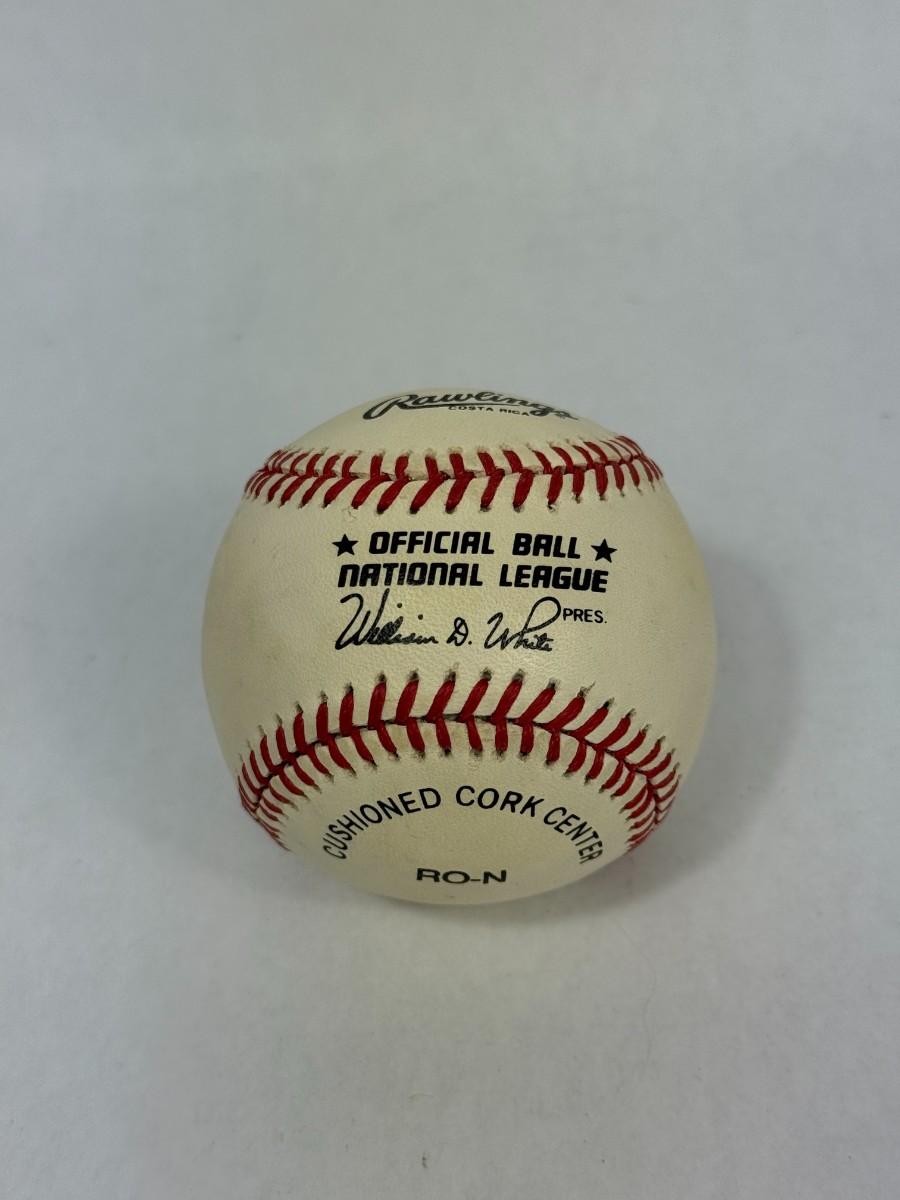 Rawlings
COSTA RICA
★ OFFICIAL BALL ★
NATIONAL LEAGUE
William D. White PRES.
CUSHIONED CORK CENTER
RO-N